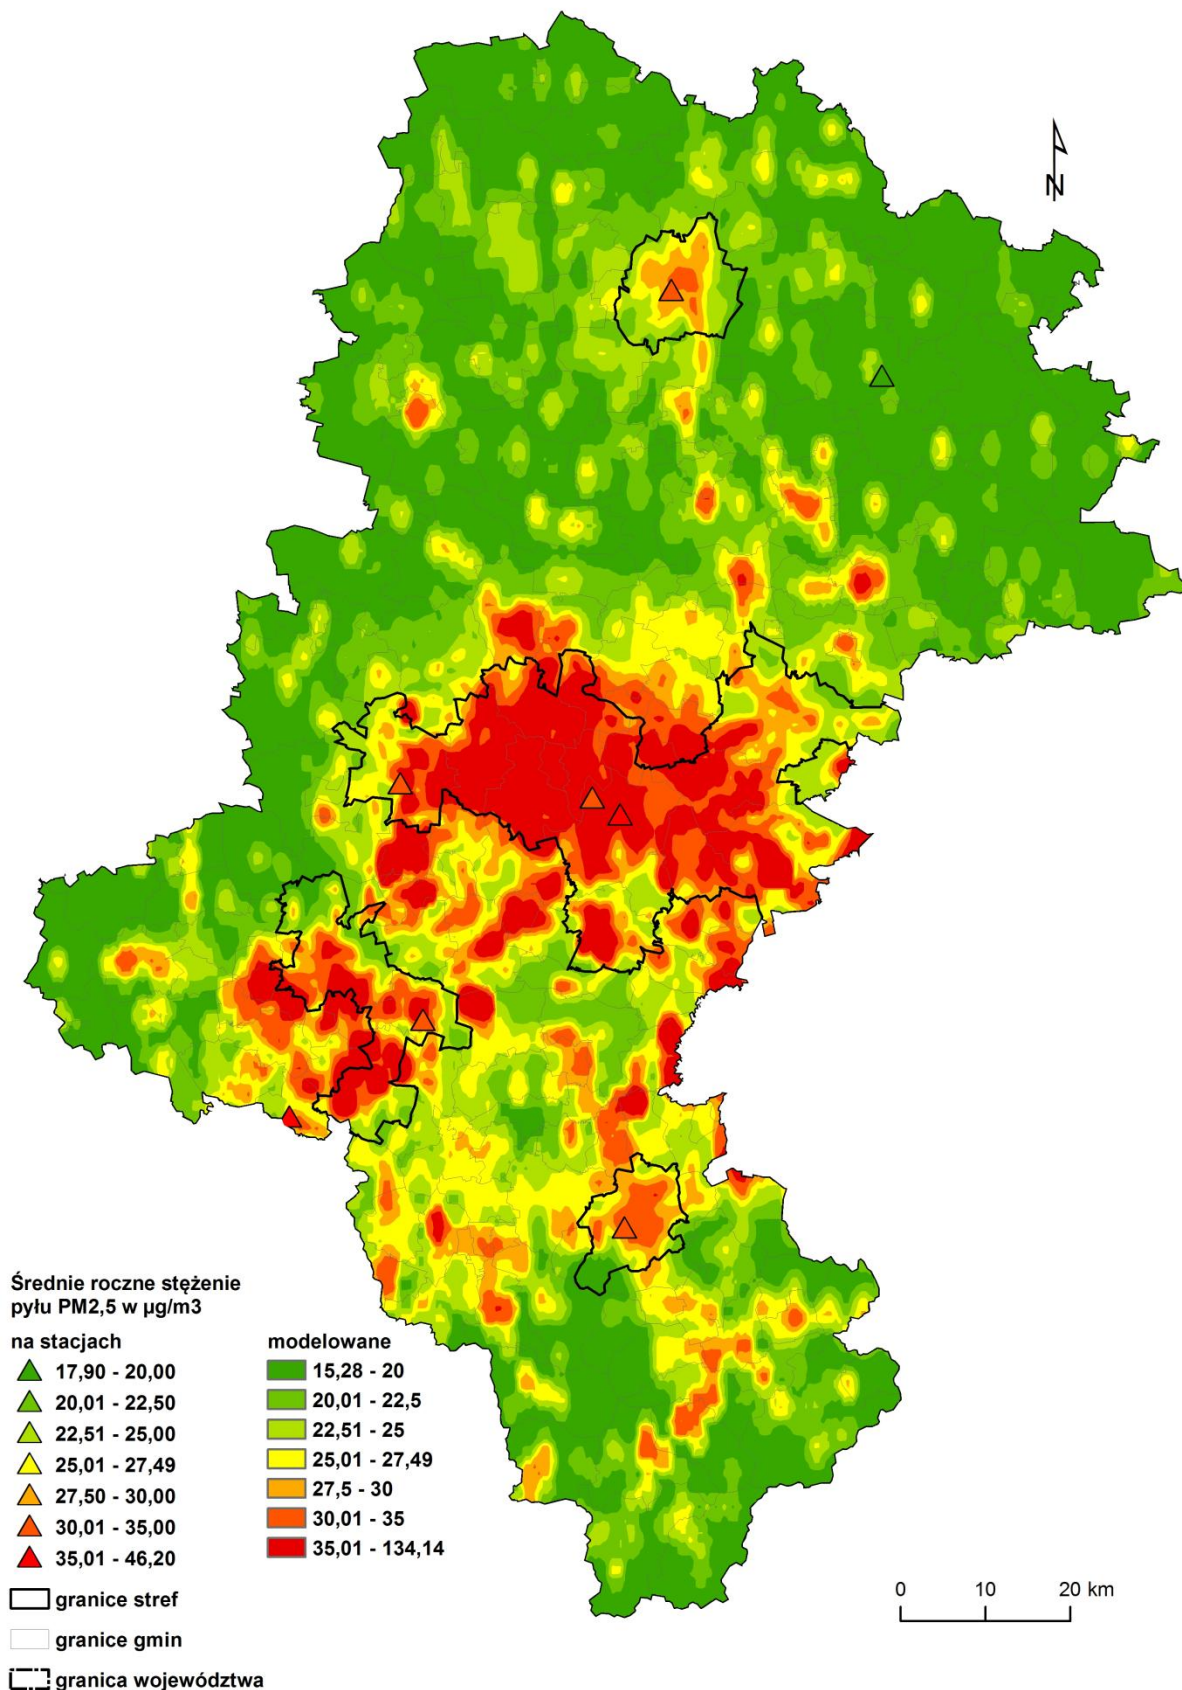 N
Średnie roczne stężenie
pyłu PM2,5 w µg/m3
na stacjach
17,90 - 20,00
20,01 - 22,50
22,51 - 25,00
25,01 - 27,49
27,50 - 30,00
30,01 - 35,00
35,01 - 46,20
granice stref
granice gmin
granica województwa
modelowane
15,28 - 20
20,01 - 22,5
22,51 - 25
25,01 - 27,49
27,5 - 30
30,01 - 35
35,01 - 134,14
0 10 20 km